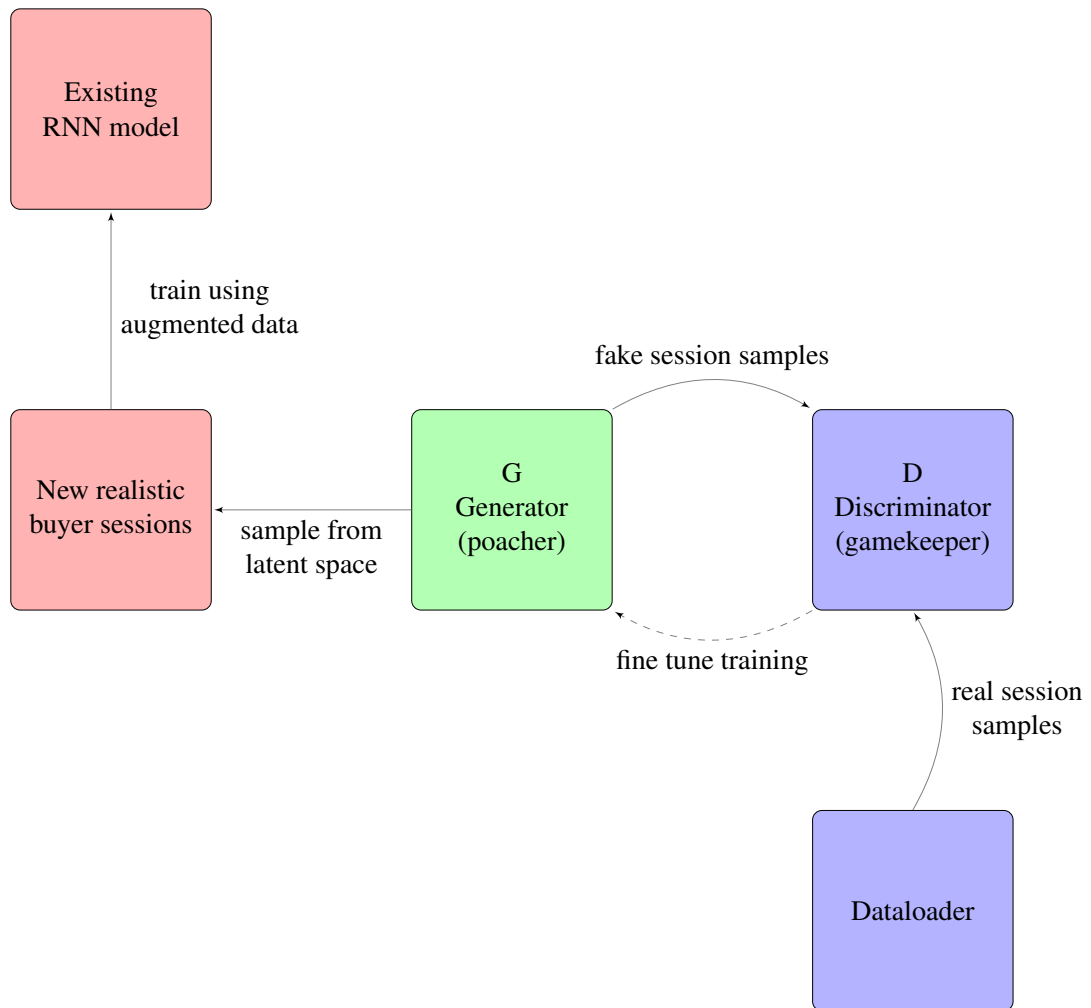 Existing
RNN model
train using
augmented data
fake session samples
New realistic
buyer sessions
sample from
latent space
G
Generator
(poacher)
D
Discriminator
(gamekeeper)
fine tune training
real session
samples
Dataloader